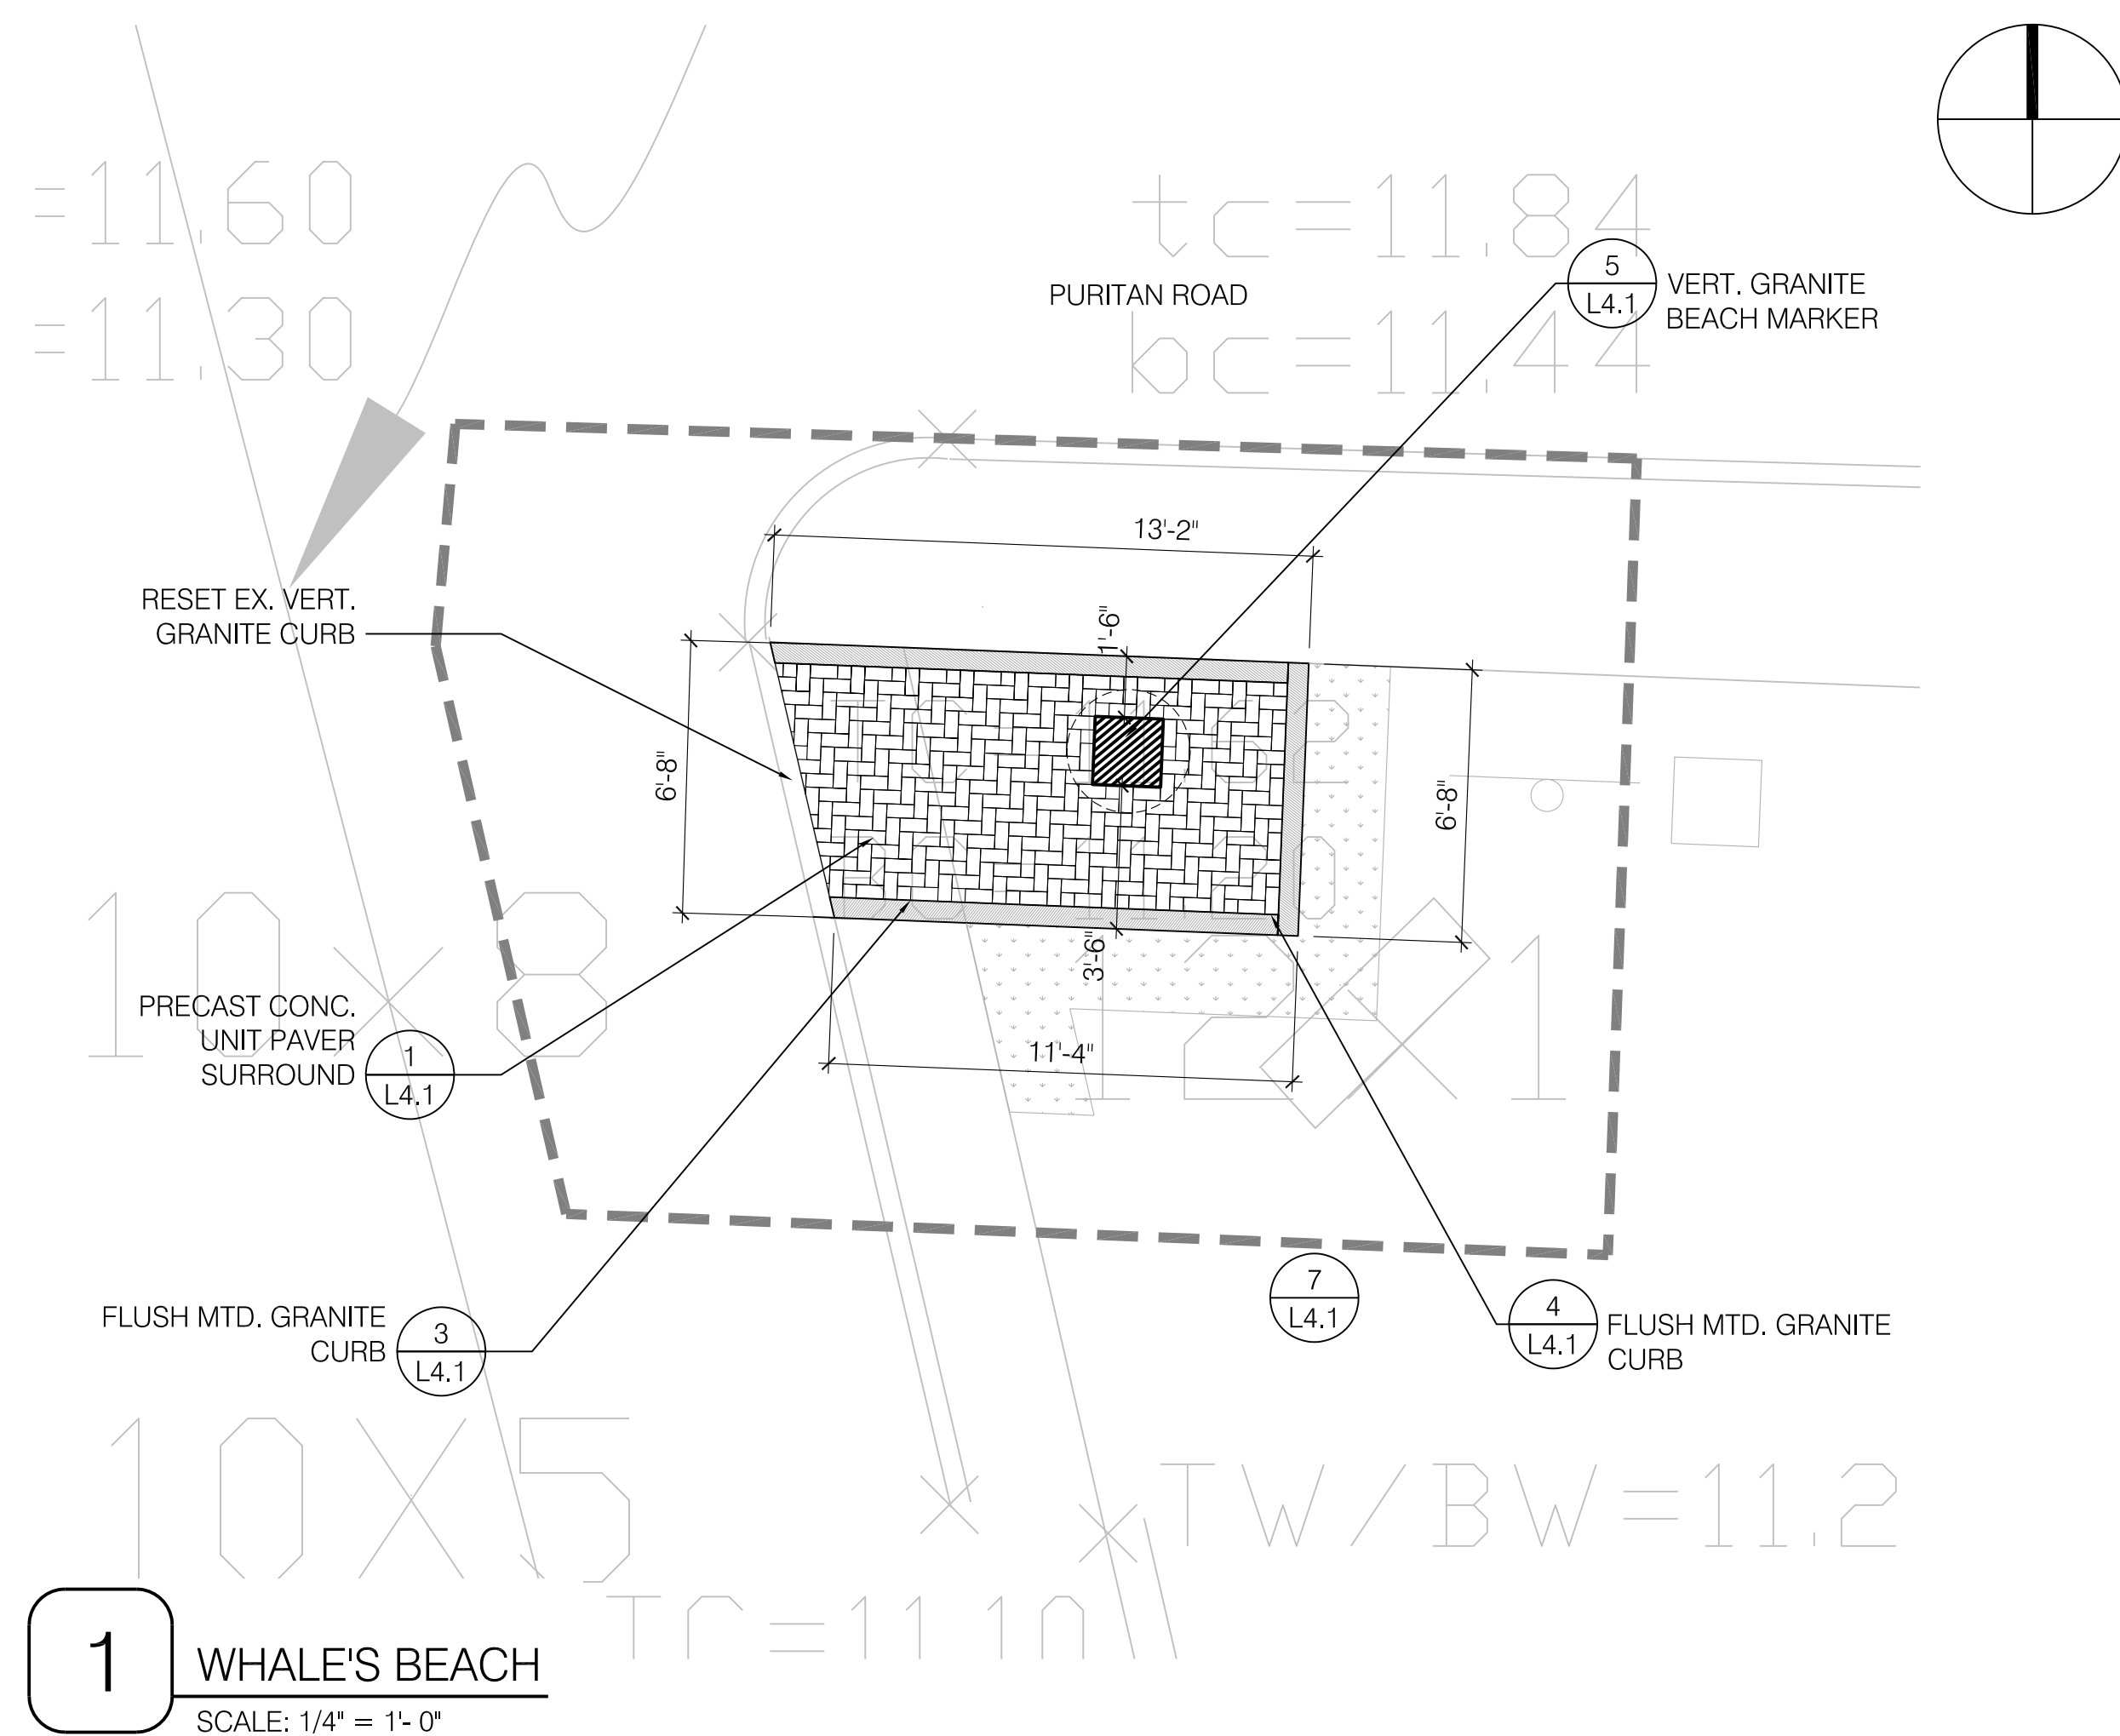 =11.60
tc=11.84
PURITAN ROAD
5
L4.1
VERT. GRANITE
BEACH MARKER
=11.30
bc=11.44
13'-2"
1'-6"
RESET EX. VERT.
GRANITE CURB
6'-8"
6'-8"
3'-6"
10x8
12X1
PRECAST CONC.
UNIT PAVER
SURROUND
1
L4.1
11'-4"
7
L4.1
FLUSH MTD. GRANITE
CURB
3
L4.1
4
L4.1
FLUSH MTD. GRANITE
CURB
10X5
TW/BW=11.2
1
WHALE'S BEACH
SCALE: 1/4" = 1'- 0"